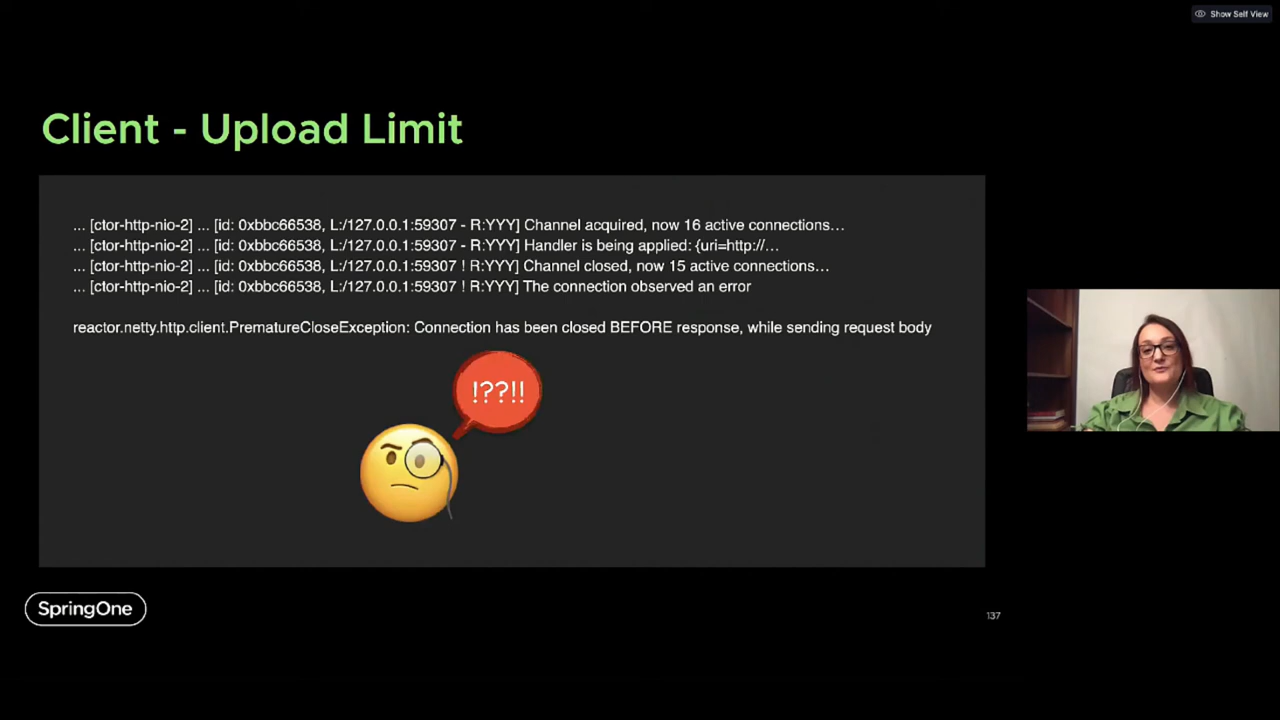 Show Self View
Client - Upload Limit
... [ctor-http-nio-2] ... [id: 0xbbc66538, L:/127.0.0.1:59307 - R:YYY] Channel acquired, now 16 active connections...
... [ctor-http-nio-2] ... [id: 0xbbc66538, L:/127.0.0.1:59307 - R:YYY] Handler is being applied: {uri=http://...
... [ctor-http-nio-2] ... [id: 0xbbc66538, L:/127.0.0.1:59307 ! R:YYY] Channel closed, now 15 active connections...
... [ctor-http-nio-2] ... [id: 0xbbc66538, L:/127.0.0.1:59307 ! R:YYY] The connection observed an error
reactor.netty.http.client.PrematureCloseException: Connection has been closed BEFORE response, while sending request body
!??!!
SpringOne
137